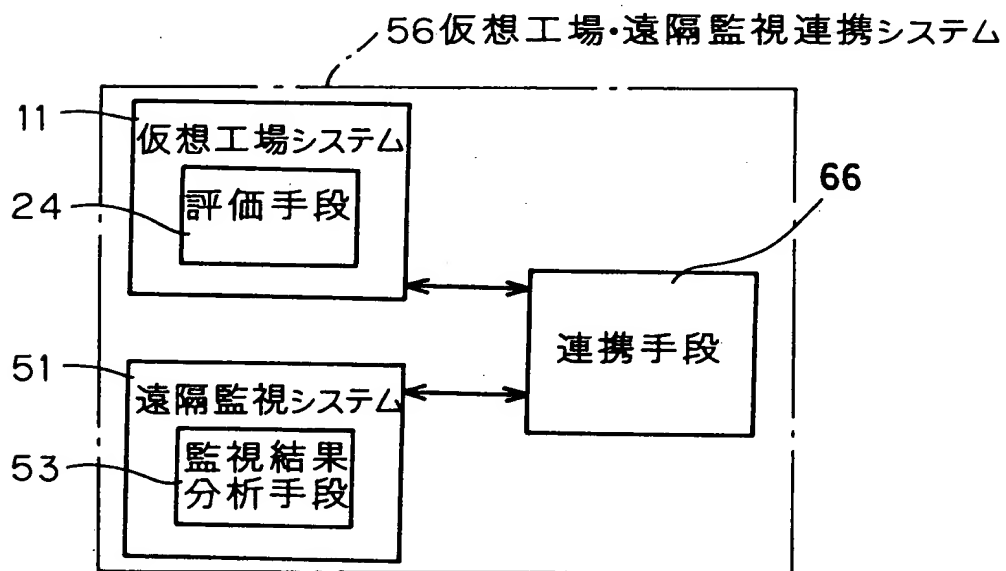 56仮想工場・遠隔監視連携システム
11
仮想工場システム
24
評価手段
66
連携手段
51
遠隔監視システム
53
監視結果
分析手段